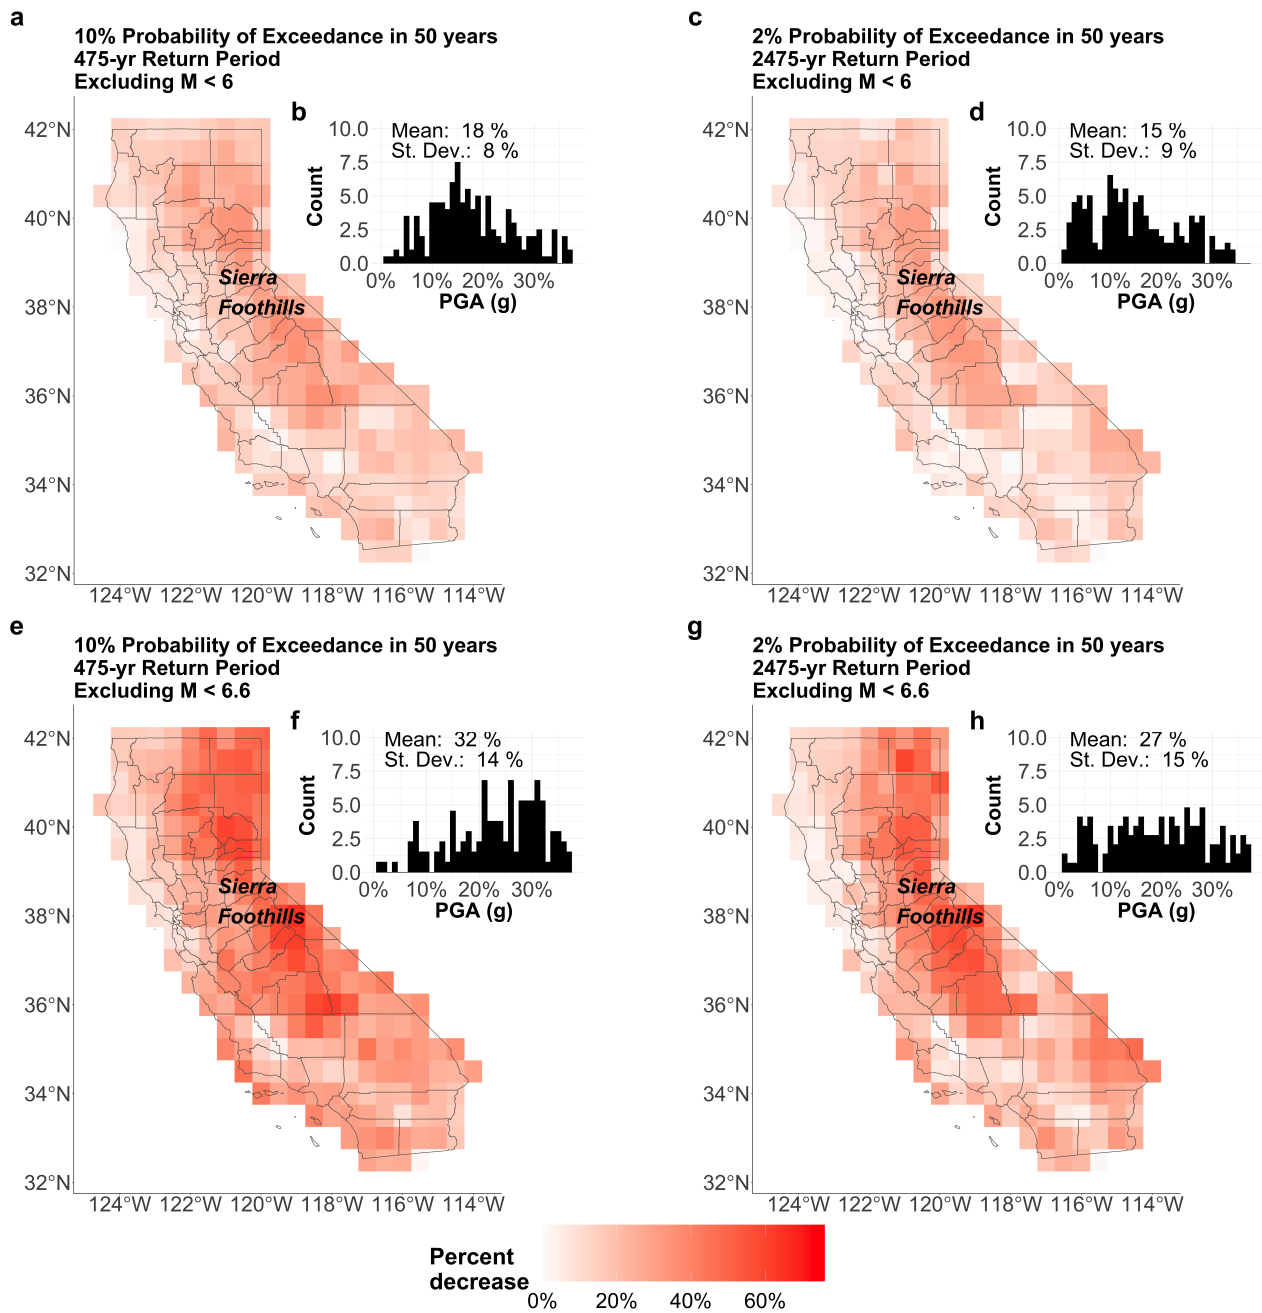 a
10% Probability of Exceedance in 50 years
475-yr Return Period
Excluding M < 6
b
Mean: 18 %
St. Dev.: 8 %
Count
10.0
7.5
5.0
2.5
0.0
0% 10% 20% 30%
PGA (g)
Sierra
Foothills
42°N
40°N
38°N
36°N
34°N
32°N
124°W 122°W 120°W 118°W 116°W 114°W
c
2% Probability of Exceedance in 50 years
2475-yr Return Period
Excluding M < 6
d
Mean: 15 %
St. Dev.: 9 %
Count
10.0
7.5
5.0
2.5
0.0
0% 10% 20% 30%
PGA (g)
Sierra
Foothills
42°N
40°N
38°N
36°N
34°N
32°N
124°W 122°W 120°W 118°W 116°W 114°W
e
10% Probability of Exceedance in 50 years
475-yr Return Period
Excluding M < 6.6
f
Mean: 32 %
St. Dev.: 14 %
Count
10.0
7.5
5.0
2.5
0.0
0% 10% 20% 30%
PGA (g)
Sierra
Foothills
42°N
40°N
38°N
36°N
34°N
32°N
124°W 122°W 120°W 118°W 116°W 114°W
g
2% Probability of Exceedance in 50 years
2475-yr Return Period
Excluding M < 6.6
h
Mean: 27 %
St. Dev.: 15 %
Count
10.0
7.5
5.0
2.5
0.0
0% 10% 20% 30%
PGA (g)
Sierra
Foothills
42°N
40°N
38°N
36°N
34°N
32°N
124°W 122°W 120°W 118°W 116°W 114°W
Percent
decrease
0% 20% 40% 60%